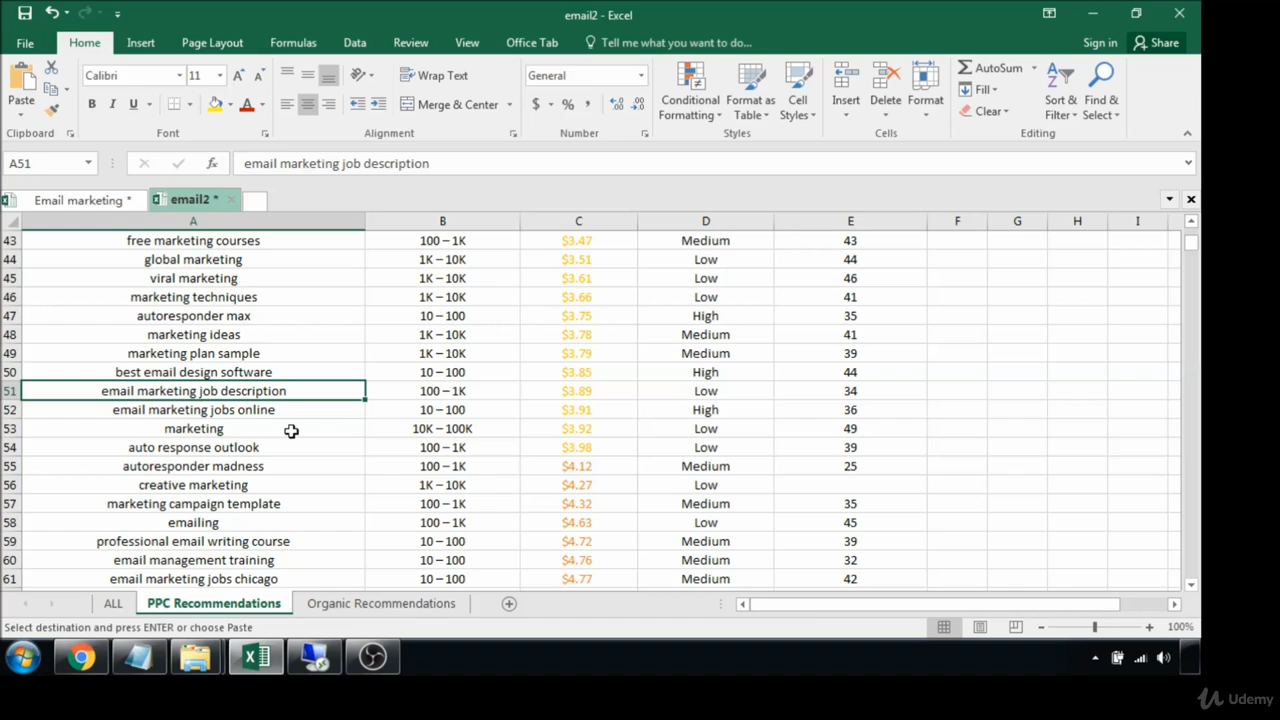 email2 - Excel
File Home Insert Page Layout Formulas Data Review View Office Tab Tell me what you want to do... Sign in Share
Paste
Calibri 11
B I U A
Wrap Text
Merge & Center
General
$ % ,
Conditional Formatting
Format as Table
Cell Styles
Insert Delete Format
AutoSum
Fill
Clear
Sort & Filter
Find & Select
Clipboard Font Alignment Number Styles Cells Editing
A51 fx email marketing job description
Email marketing * email2 *
A B C D E F G H I
43 free marketing courses 100 – 1K $3.47 Medium 43
44 global marketing 1K – 10K $3.51 Low 44
45 viral marketing 1K – 10K $3.61 Low 46
46 marketing techniques 1K – 10K $3.66 Low 41
47 autoresponder max 10 – 100 $3.75 High 35
48 marketing ideas 1K – 10K $3.78 Medium 41
49 marketing plan sample 1K – 10K $3.79 Medium 39
50 best email design software 10 – 100 $3.85 High 44
51 email marketing job description 100 – 1K $3.89 Low 34
52 email marketing jobs online 10 – 100 $3.91 High 36
53 marketing 10K – 100K $3.92 Low 49
54 auto response outlook 100 – 1K $3.98 Low 39
55 autoresponder madness 100 – 1K $4.12 Medium 25
56 creative marketing 1K – 10K $4.27 Low
57 marketing campaign template 100 – 1K $4.32 Medium 35
58 emailing 100 – 1K $4.63 Low 45
59 professional email writing course 10 – 100 $4.72 Medium 39
60 email management training 10 – 100 $4.76 Medium 32
61 email marketing jobs chicago 10 – 100 $4.77 Medium 42
ALL PPC Recommendations Organic Recommendations
Select destination and press ENTER or choose Paste 100%
Udemy